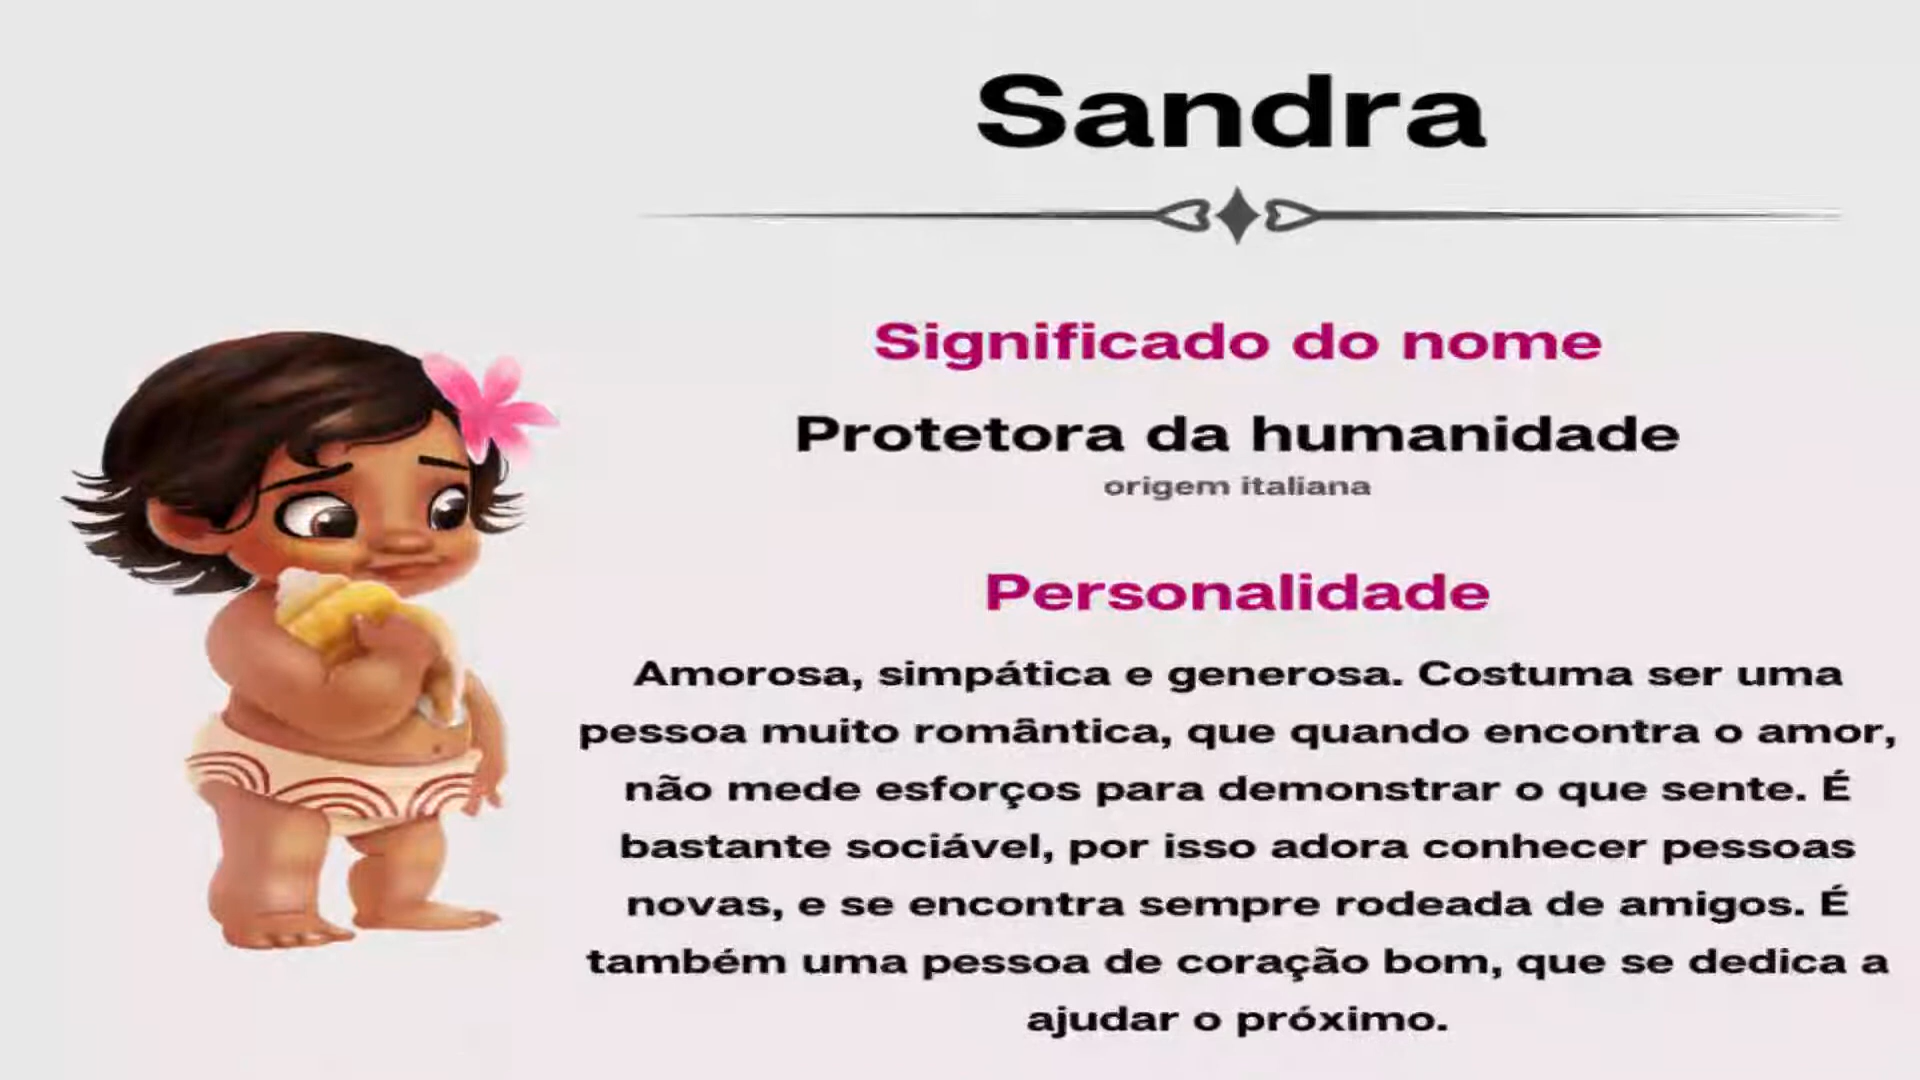 Sandra
Significado do nome
Protetora da humanidade
origem italiana
Personalidade
Amorosa, simpática e generosa. Costuma ser uma
pessoa muito romântica, que quando encontra o amor,
não mede esforços para demonstrar o que sente. É
bastante sociável, por isso adora conhecer pessoas
novas, e se encontra sempre rodeada de amigos. É
também uma pessoa de coração bom, que se dedica a
ajudar o próximo.